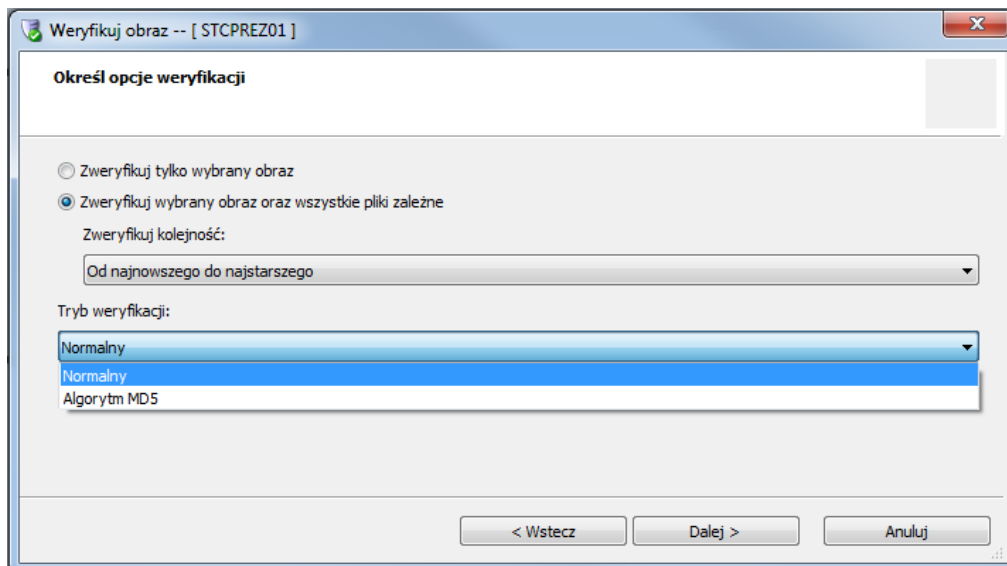 Weryfikuj obraz -- [ STCPREZ01 ]
Określ opcje weryfikacji
Zweryfikuj tylko wybrany obraz
Zweryfikuj wybrany obraz oraz wszystkie pliki zależne
Zweryfikuj kolejność:
Od najnowszego do najstarszego
Tryb weryfikacji:
Normalny
Normalny
Algorytm MD5
< Wstecz
Dalej >
Anuluj